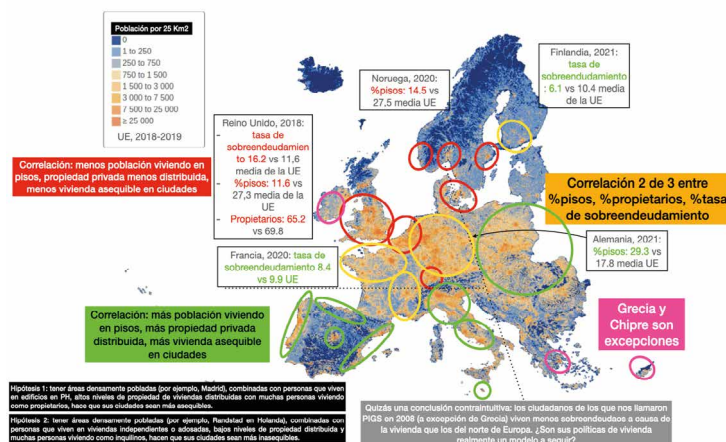 Población por 25 Km2
0
1 to 250
250 to 750
750 to 1 500
1 500 to 3 000
3 000 to 7 500
7 500 to 25 000
≥ 25 000
UE, 2018-2019
Noruega, 2020:
%pisos: 14.5 vs
27,5 media UE
Finlandia, 2021:
tasa de
sobreendudamiento
: 6.1 vs 10.4 media
de la UE
Reino Unido, 2018:
- tasa de
sobreendeudamien
to 16.2 vs 11,6
media de la UE
- %pisos: 11.6 vs
27,3 media de la
UE
- Propietarios: 65.2
vs 69.8
Correlación: menos población viviendo en
pisos, propiedad privada menos distribuida,
menos vivienda asequible en ciudades
Correlación 2 de 3 entre
%pisos, %propietarios, %tasa
de sobreendeudamiento
Alemania, 2021:
%pisos: 29.3 vs
17.8 media UE
Francia, 2020: tasa de
sobreendeudamiento 8.4
vs 9.9 UE
Correlación: más población viviendo
en pisos, más propiedad privada
distribuida, más vivienda asequible
en ciudades
Grecia y
Chipre son
excepciones
Hipótesis 1: tener áreas densamente pobladas (por ejemplo, Madrid), combinadas con personas que viven
en edificios en PH, altos niveles de propiedad de viviendas distribuidas con muchas personas viviendo
como propietarios, hace que sus ciudades sean más asequibles.
Hipótesis 2: tener áreas densamente pobladas (por ejemplo, Randstad en Holanda), combinadas con
personas que viven en viviendas independientes o adosadas, bajos niveles de propiedad distribuida y
muchas personas viviendo como inquilinos, hacen que sus ciudades sean más inasequibles.
Quizás una conclusión contraintuitiva: los ciudadanos de los que nos llamaron
PIGS en 2008 (a excepción de Grecia) viven menos sobreendeudaos a causa de
la vivienda que los del norte de Europa. ¿Son sus políticas de vivienda
realmente un modelo a seguir?